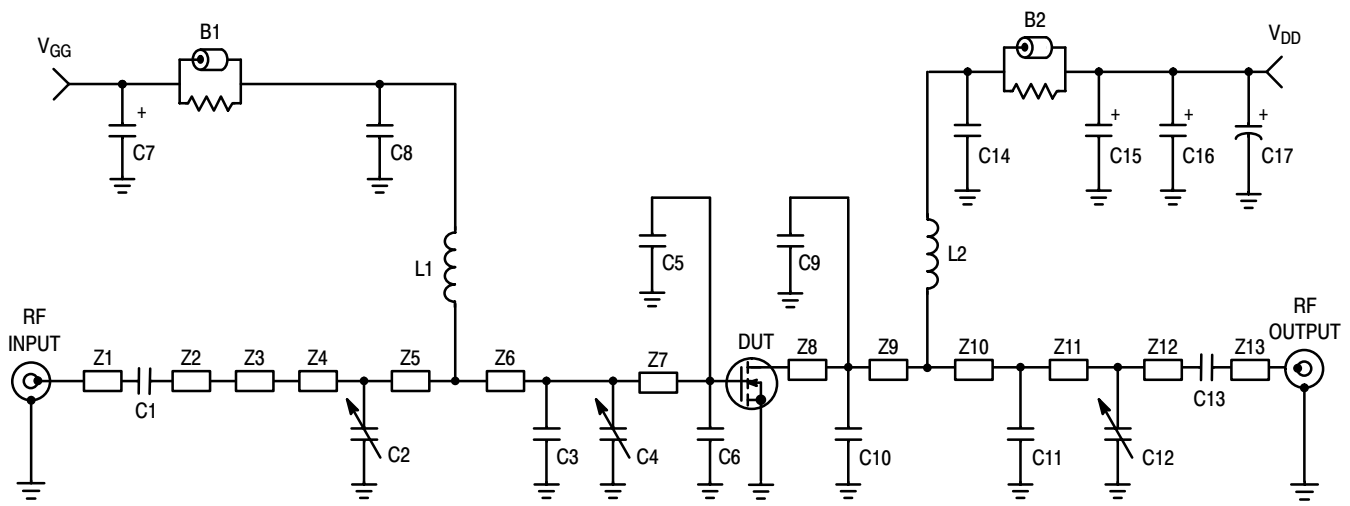 B1
B2
VGG
VDD
+
C7
C8
C14
+
C15
+
C16
+
C17
C5
C9
L1
L2
RF
INPUT
RF
OUTPUT
DUT
Z1
Z2
Z3
Z4
Z5
Z6
Z7
Z8
Z9
Z10
Z11
Z12
Z13
C1
C13
C2
C3
C4
C6
C10
C11
C12